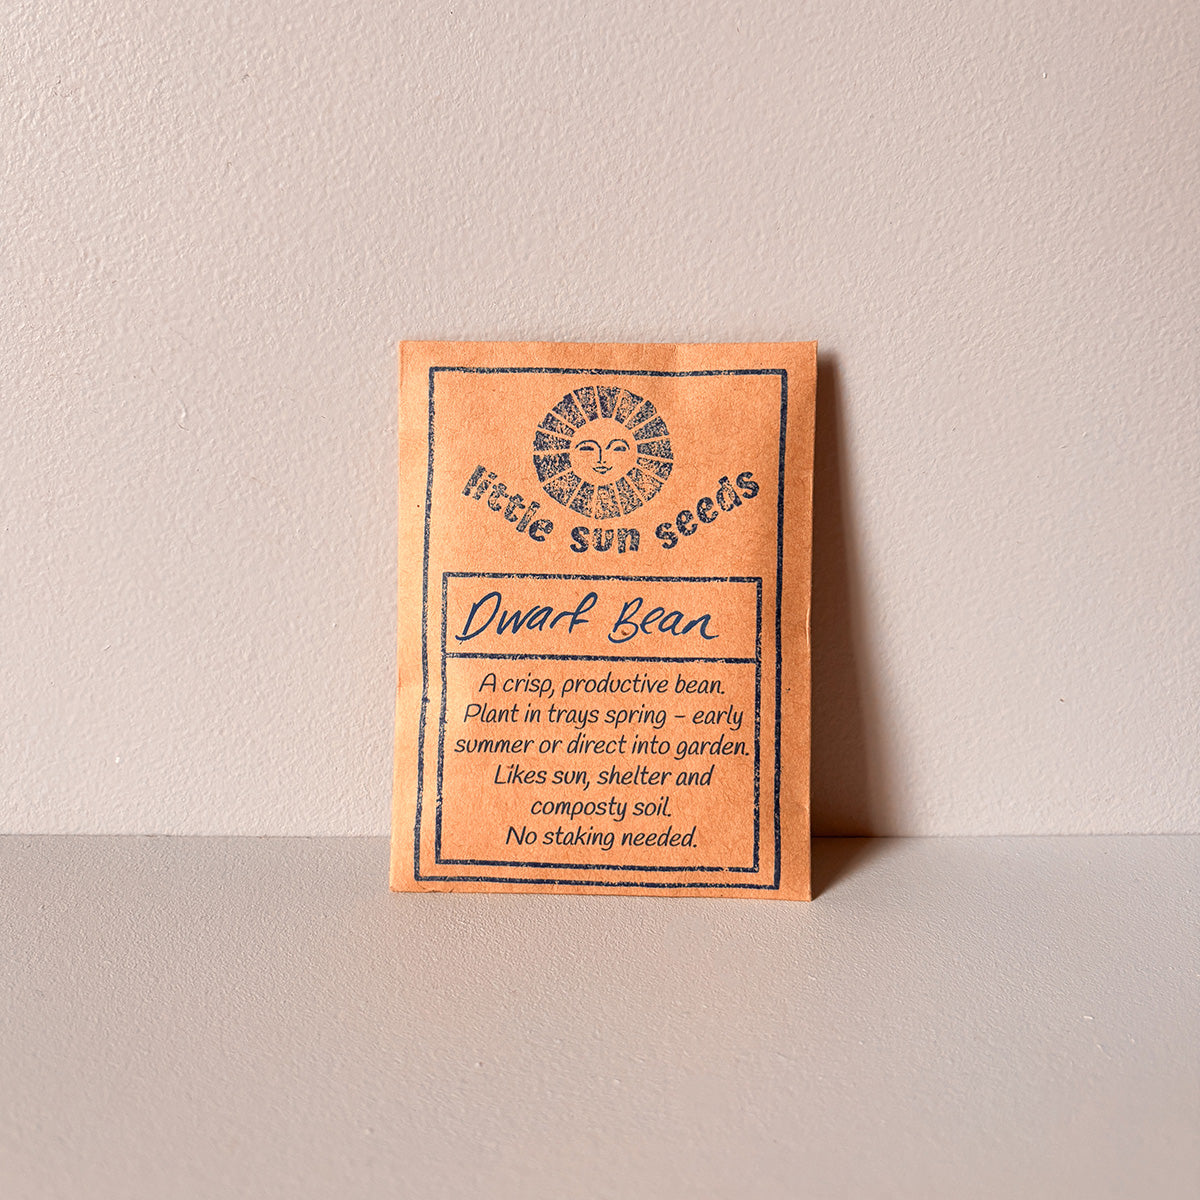 little sun seeds
Dwarf Bean
A crisp, productive bean.
Plant in trays spring – early
summer or direct into garden.
Likes sun, shelter and
composty soil.
No staking needed.